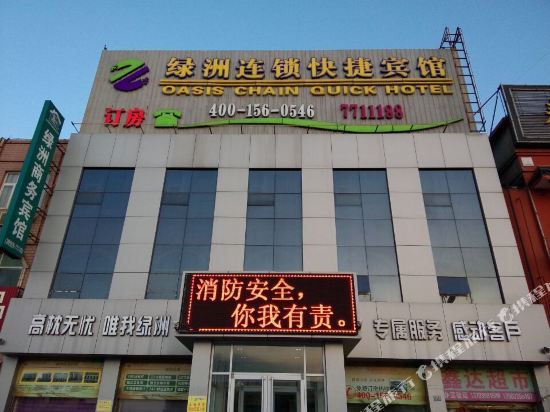 绿洲连锁快捷宾馆
OASIS CHAIN QUICK HOTEL
订房 400-156-0546 7711188
绿洲商务宾馆
消防安全，
你我有责。
高枕无忧 唯我绿洲
专属服务 感动客户
鑫达超市